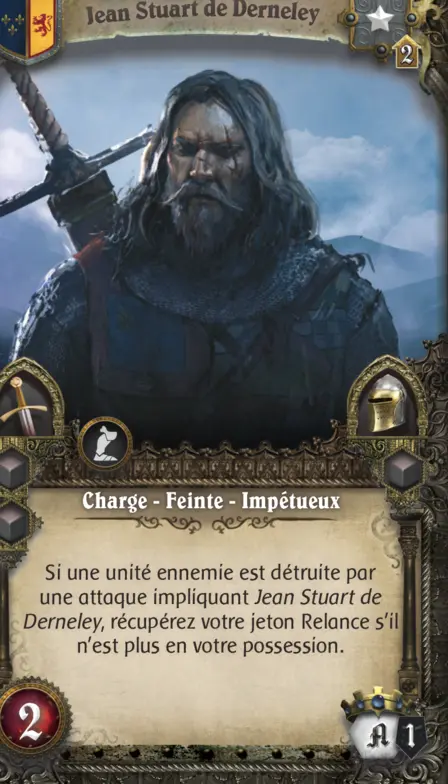 Jean Stuart de Derneley
2
Charge - Feinte - Impétueux
Si une unité ennemie est détruite par
une attaque impliquant Jean Stuart de
Derneley, récupérez votre jeton Relance s'il
n'est plus en votre possession.
2
A 1